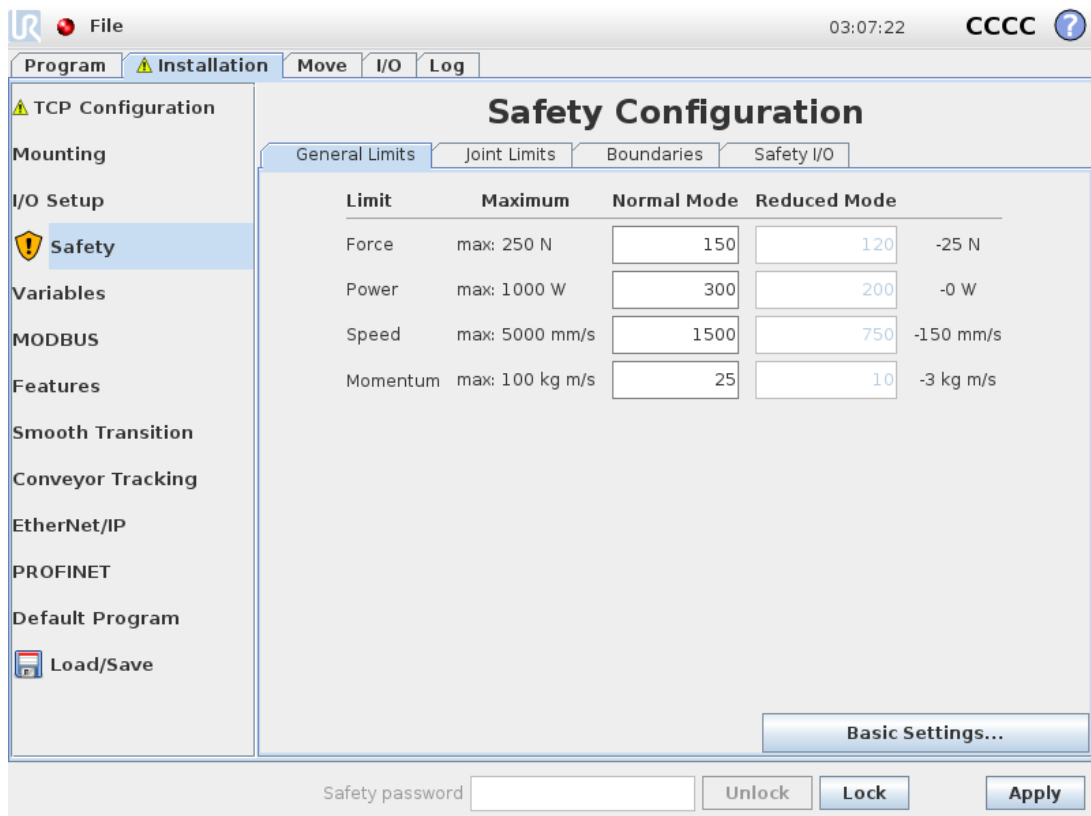 UR File 03:07:22 CCCC ?
Program Installation Move I/O Log
TCP Configuration
Mounting
I/O Setup
Safety
Variables
MODBUS
Features
Smooth Transition
Conveyor Tracking
EtherNet/IP
PROFINET
Default Program
Load/Save
Safety Configuration
General Limits Joint Limits Boundaries Safety I/O
Limit Maximum Normal Mode Reduced Mode
Force max: 250 N 150 120 -25 N
Power max: 1000 W 300 200 -0 W
Speed max: 5000 mm/s 1500 750 -150 mm/s
Momentum max: 100 kg m/s 25 10 -3 kg m/s
Basic Settings...
Safety password Unlock Lock Apply